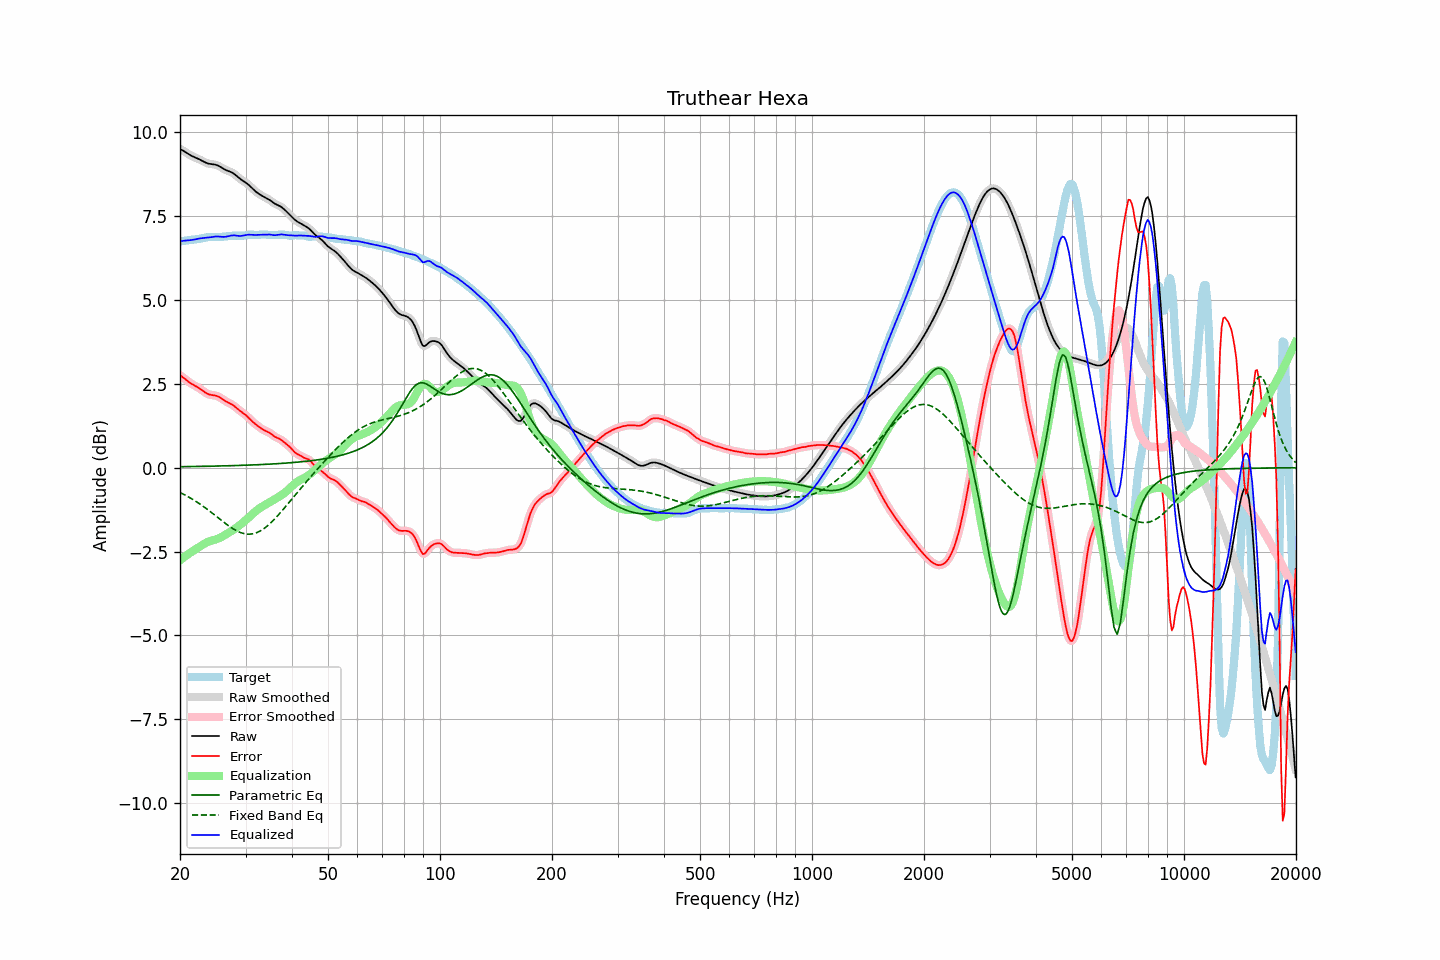 Truthear Hexa
10.0
7.5
5.0
2.5
0.0
−2.5
−5.0
−7.5
−10.0
Amplitude (dBr)
Target
Raw Smoothed
Error Smoothed
Raw
Error
Equalization
Parametric Eq
Fixed Band Eq
Equalized
20 50 100 200 500 1000 2000 5000 10000 20000
Frequency (Hz)